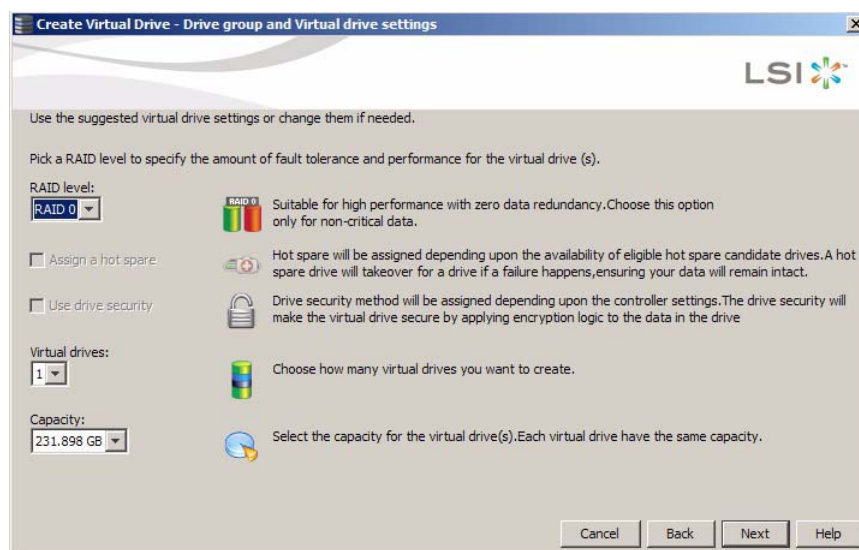 Create Virtual Drive - Drive group and Virtual drive settings
LSI
Use the suggested virtual drive settings or change them if needed.
Pick a RAID level to specify the amount of fault tolerance and performance for the virtual drive (s).
RAID level:
RAID 0
RAID 0
Suitable for high performance with zero data redundancy.Choose this option
only for non-critical data.
Assign a hot spare
Hot spare will be assigned depending upon the availability of eligible hot spare candidate drives.A hot
spare drive will takeover for a drive if a failure happens,ensuring your data will remain intact.
Use drive security
Drive security method will be assigned depending upon the controller settings.The drive security will
make the virtual drive secure by applying encryption logic to the data in the drive
Virtual drives:
1
Choose how many virtual drives you want to create.
Capacity:
231.898 GB
Select the capacity for the virtual drive(s).Each virtual drive have the same capacity.
Cancel
Back
Next
Help